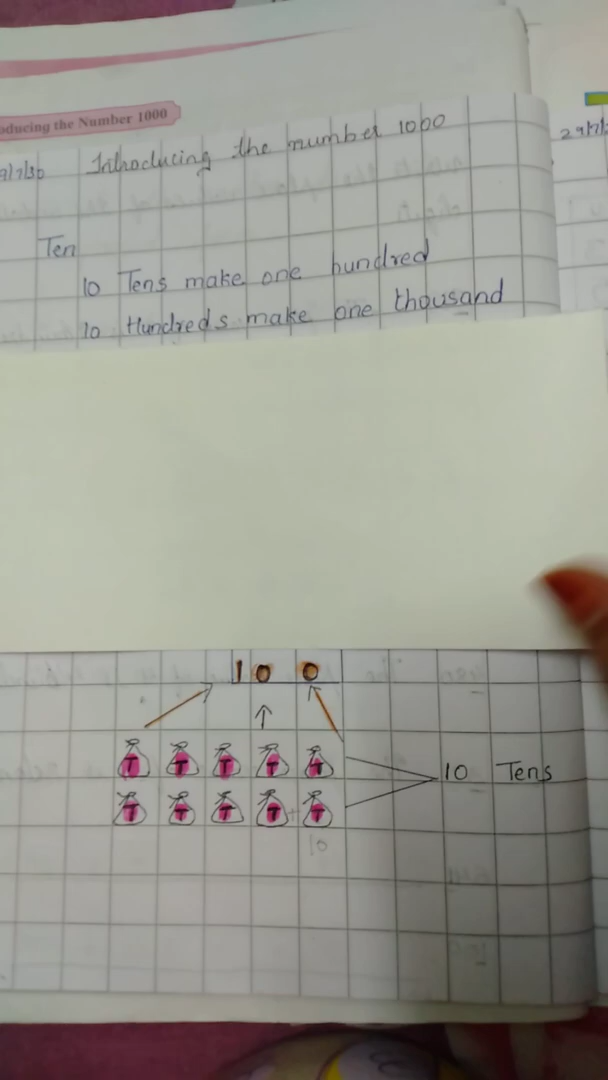 oducing the Number 1000
Introducing the number 1000
Ten
10 Tens make one hundred
10 Hundreds make one thousand
100
T T T T T
10 Tens
T T T T T
10